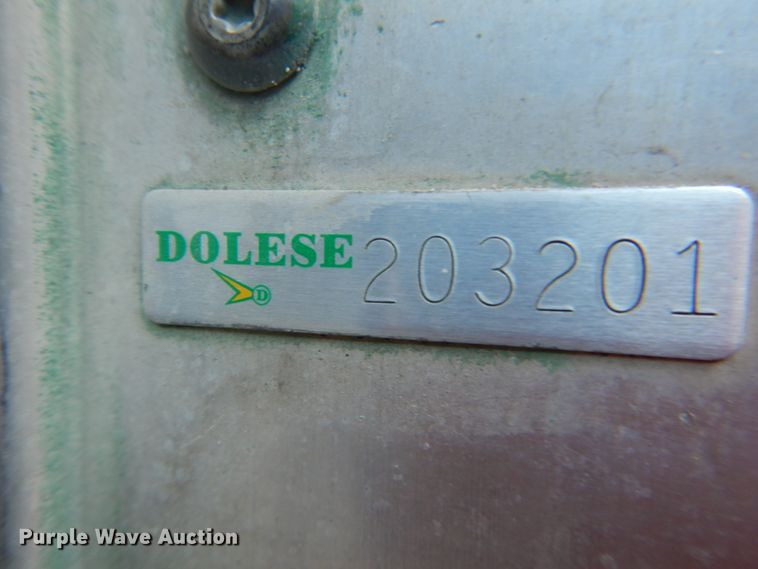 DOLESE 203201
D
Purple Wave Auction